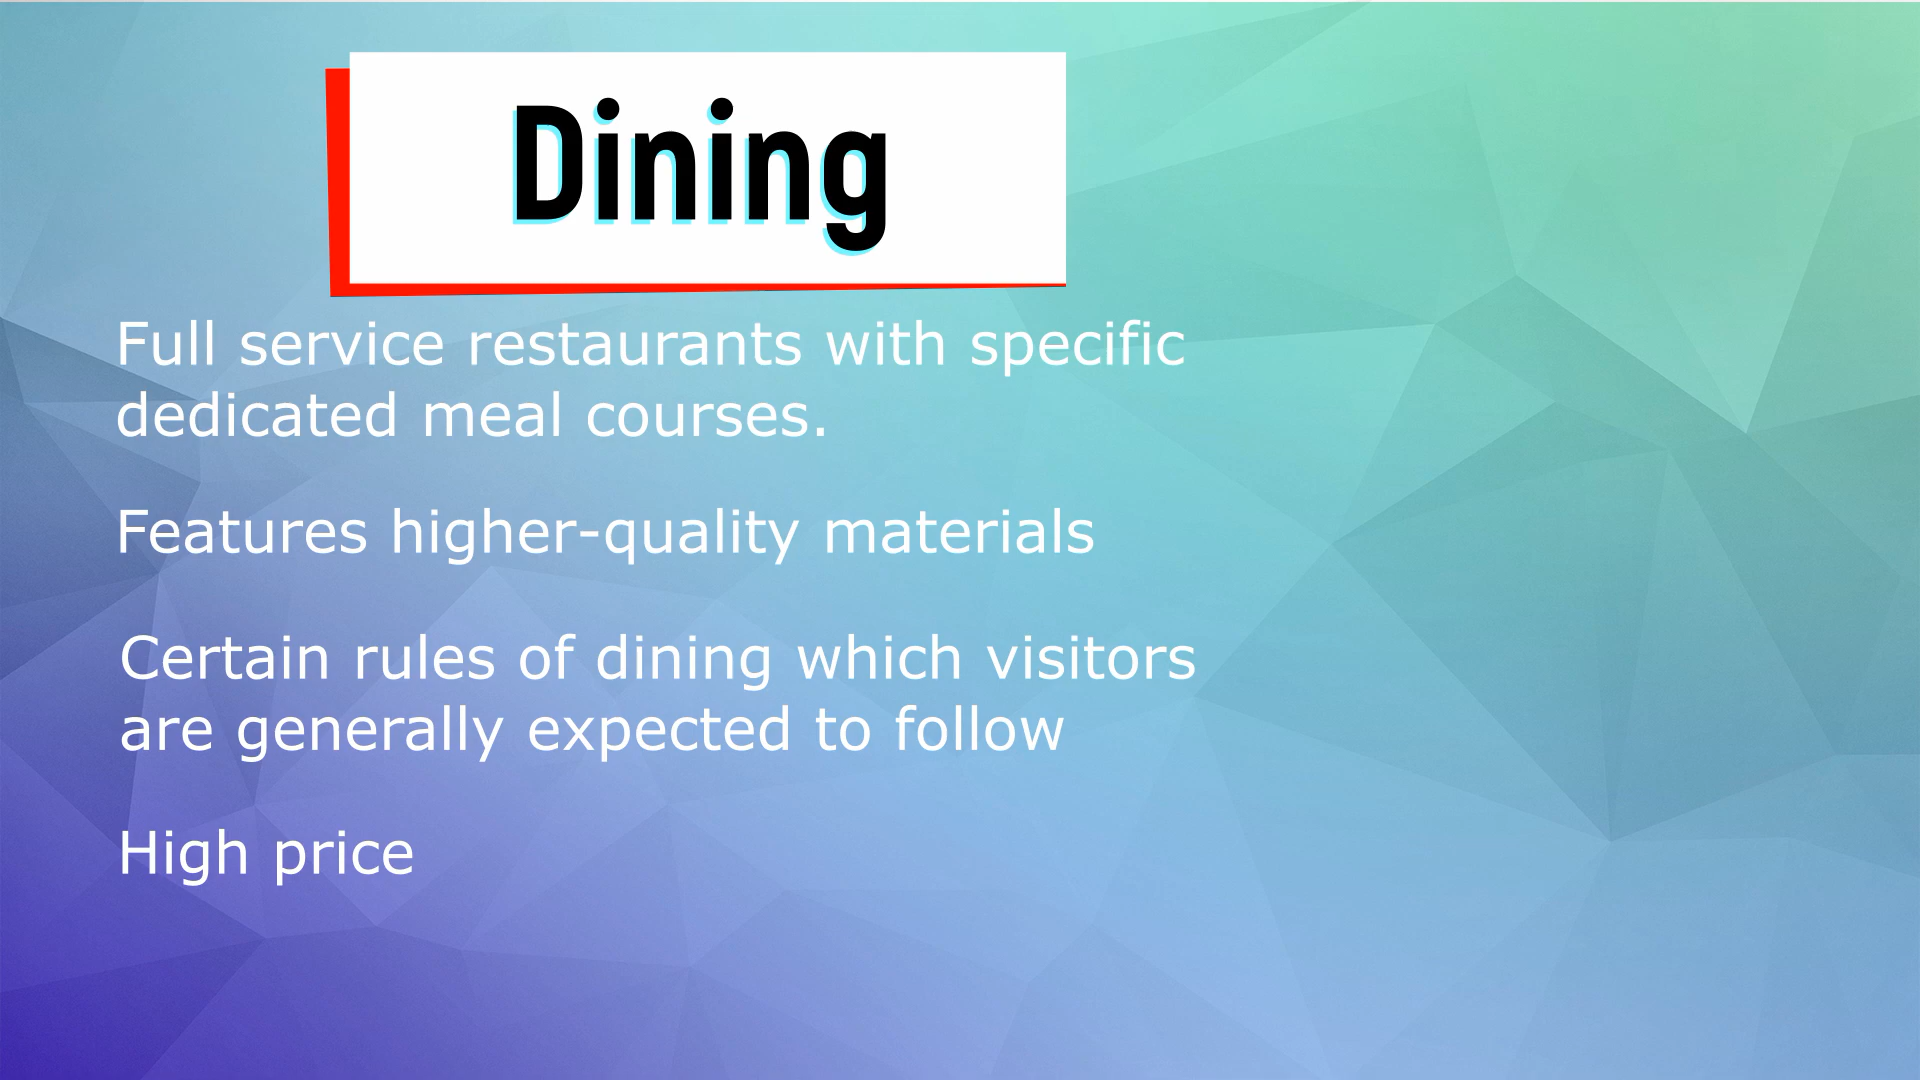 Dining
Full service restaurants with specific
dedicated meal courses.
Features higher-quality materials
Certain rules of dining which visitors
are generally expected to follow
High price